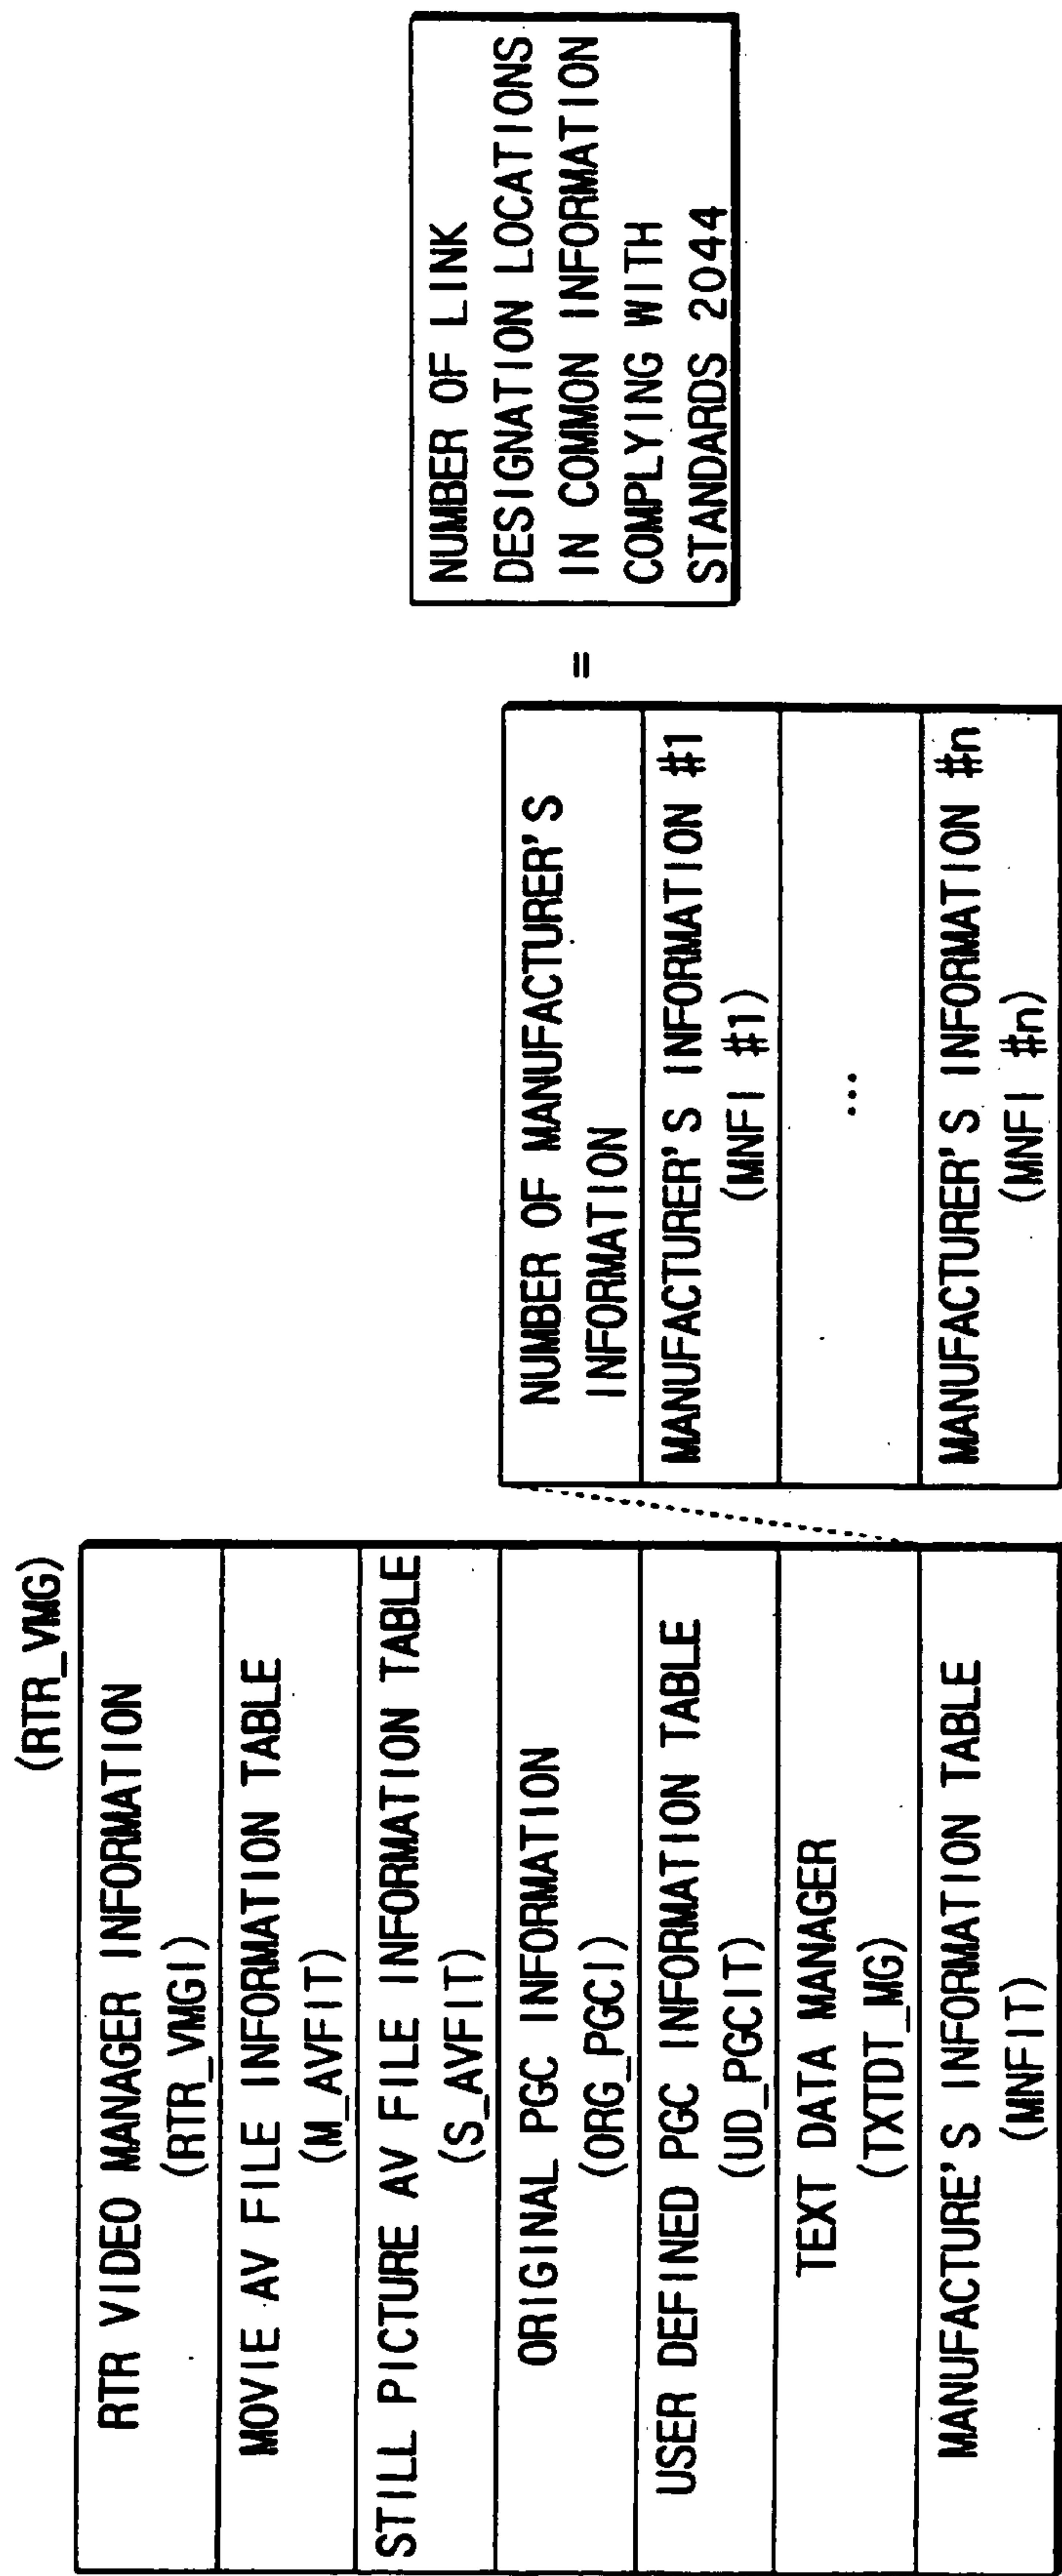 (RTR_VMG)
RTR VIDEO MANAGER INFORMATION
(RTR_VMGI)
MOVIE AV FILE INFORMATION TABLE
(M_AVFIT)
STILL PICTURE AV FILE INFORMATION TABLE
(S_AVFIT)
ORIGINAL PGC INFORMATION
(ORG_PGCI)
USER DEFINED PGC INFORMATION TABLE
(UD_PGCIT)
TEXT DATA MANAGER
(TXTDT_MG)
MANUFACTURE'S INFORMATION TABLE
(MNFIT)
NUMBER OF MANUFACTURER'S
INFORMATION
MANUFACTURER'S INFORMATION #1
(MNFI #1)
...
MANUFACTURER'S INFORMATION #n
(MNFI #n)
=
NUMBER OF LINK
DESIGNATION LOCATIONS
IN COMMON INFORMATION
COMPLYING WITH
STANDARDS 2044